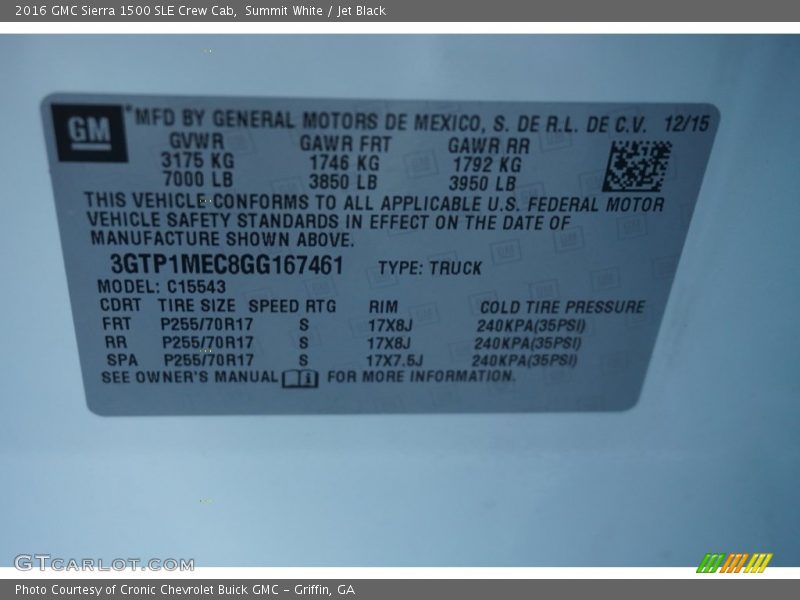 2016 GMC Sierra 1500 SLE Crew Cab, Summit White / Jet Black
GM
MFD BY GENERAL MOTORS DE MEXICO, S. DE R.L. DE C.V. 12/15
GVWR GAWR FRT GAWR RR
3175 KG 1746 KG 1792 KG
7000 LB 3850 LB 3950 LB
THIS VEHICLE CONFORMS TO ALL APPLICABLE U.S. FEDERAL MOTOR
VEHICLE SAFETY STANDARDS IN EFFECT ON THE DATE OF
MANUFACTURE SHOWN ABOVE.
3GTP1MEC8GG167461 TYPE: TRUCK
MODEL: C15543
CDRT TIRE SIZE SPEED RTG RIM COLD TIRE PRESSURE
FRT P255/70R17 S 17X8J 240KPA(35PSI)
RR P255/70R17 S 17X8J 240KPA(35PSI)
SPA P255/70R17 S 17X7.5J 240KPA(35PSI)
SEE OWNER'S MANUAL FOR MORE INFORMATION.
GTCARLOT.COM
Photo Courtesy of Cronic Chevrolet Buick GMC – Griffin, GA